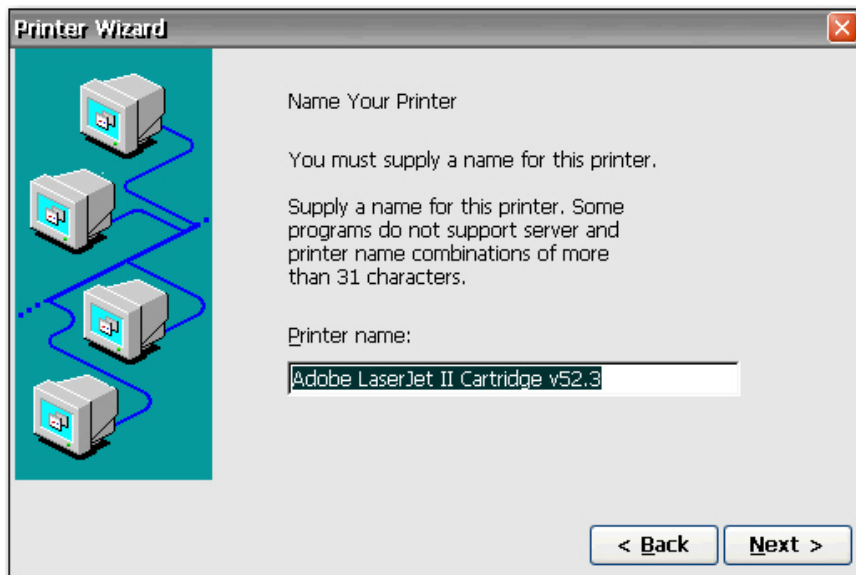 Printer Wizard
Name Your Printer
You must supply a name for this printer.
Supply a name for this printer. Some
programs do not support server and
printer name combinations of more
than 31 characters.
Printer name:
Adobe LaserJet II Cartridge v52.3
< Back
Next >